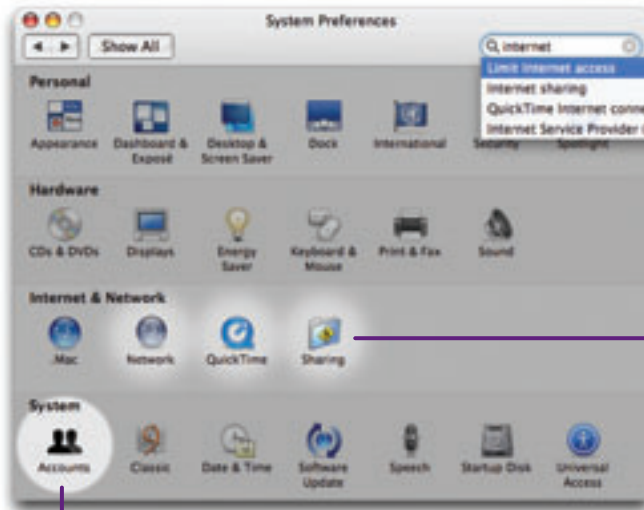 System Preferences
Show All
internet
Limit Internet access
Internet sharing
QuickTime Internet conne
Internet Service Provider
Personal
Appearance
Dashboard & Exposé
Desktop & Screen Saver
Dock
International
Security
Spotlight
Hardware
CDs & DVDs
Displays
Energy Saver
Keyboard & Mouse
Print & Fax
Sound
Internet & Network
.Mac
Network
QuickTime
Sharing
System
Accounts
Classic
Date & Time
Software Update
Speech
Startup Disk
Universal Access